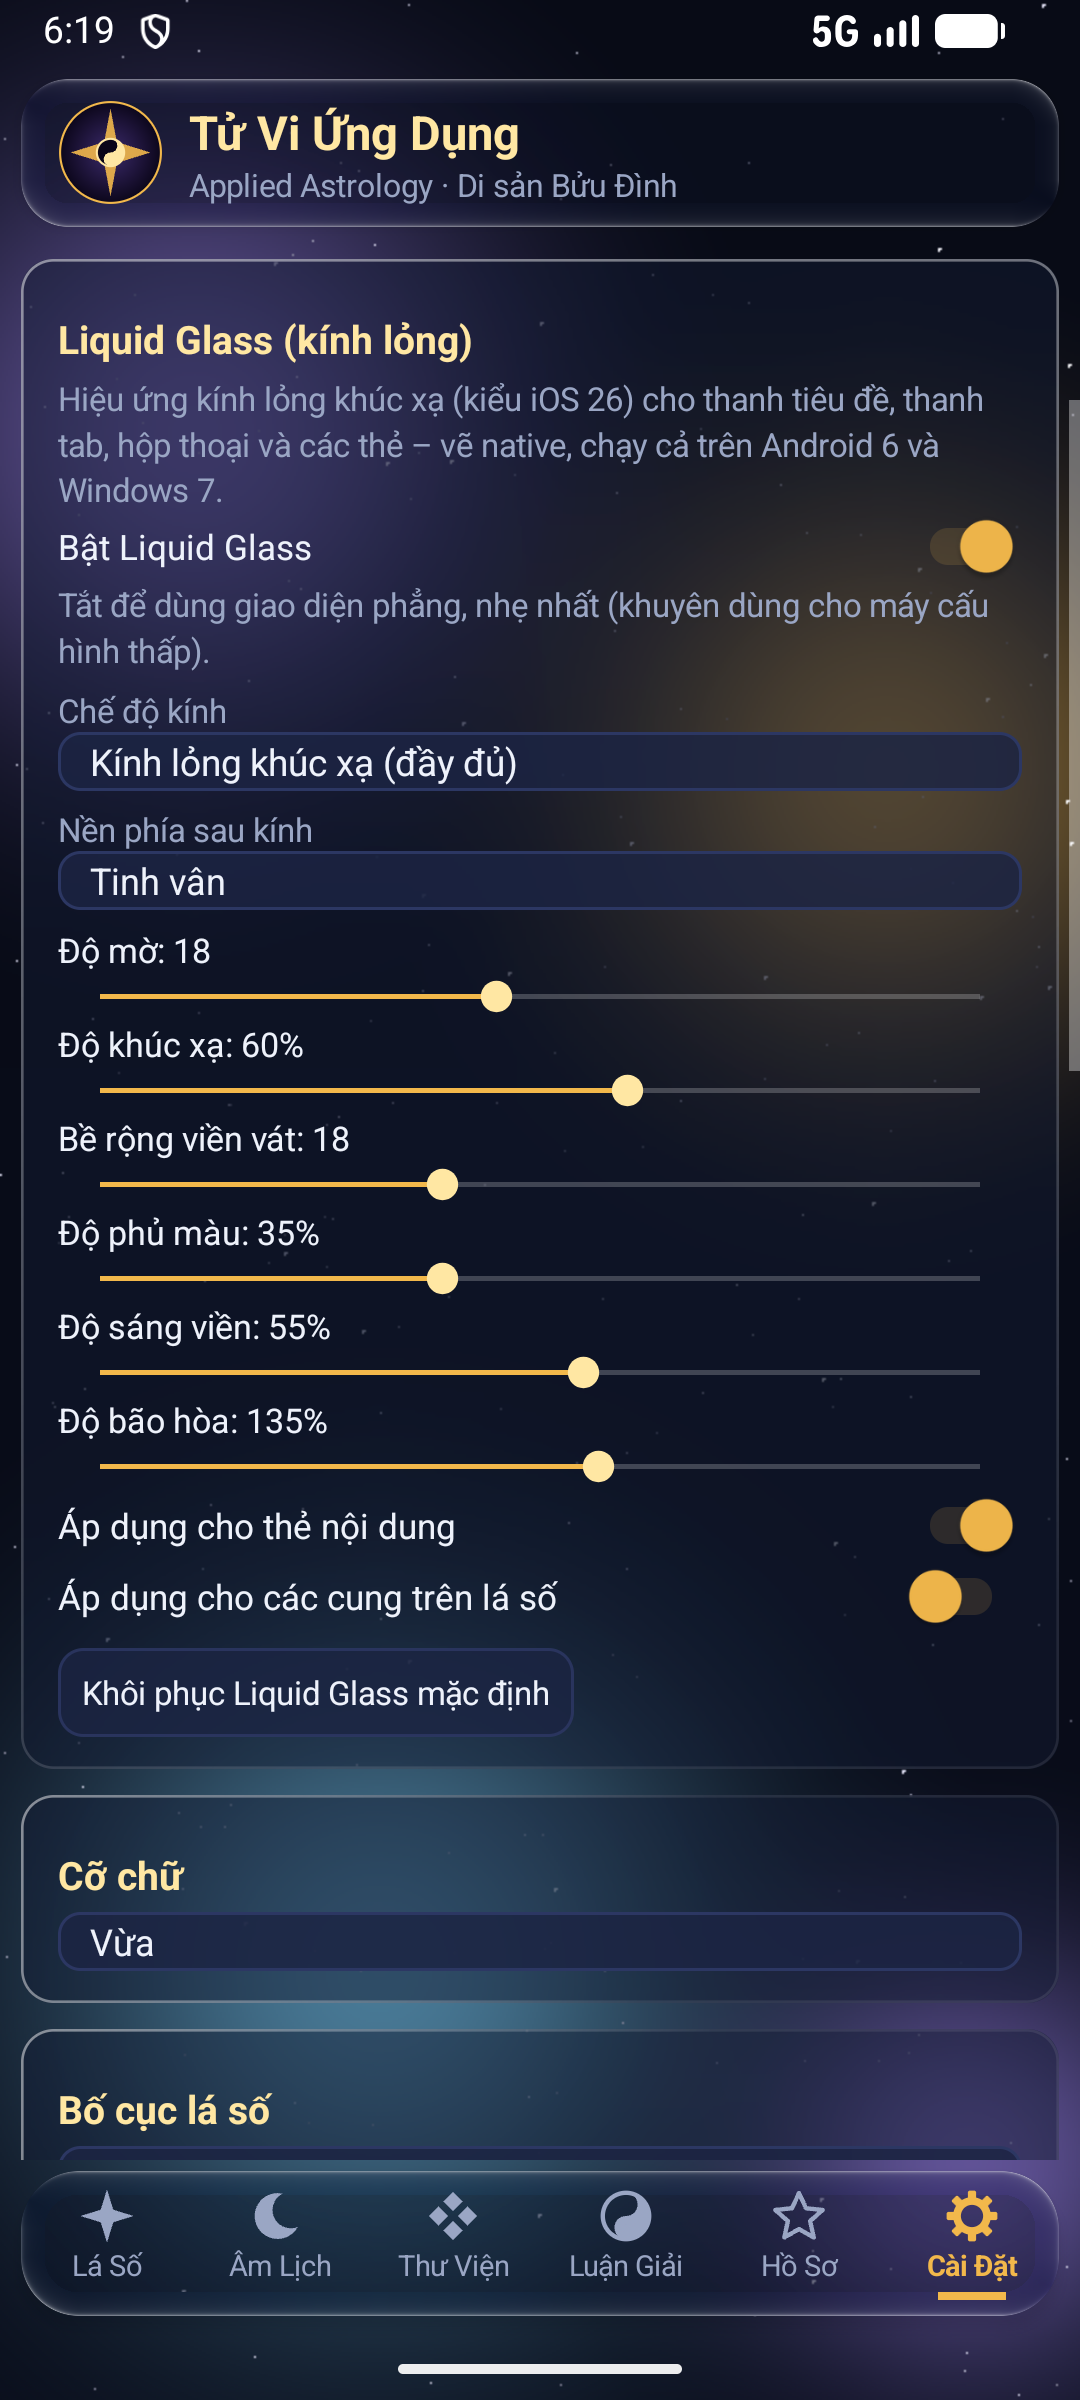 6:19
5G
Tử Vi Ứng Dụng
Applied Astrology · Di sản Bửu Đình
Liquid Glass (kính lỏng)
Hiệu ứng kính lỏng khúc xạ (kiểu iOS 26) cho thanh tiêu đề, thanh
tab, hộp thoại và các thẻ – vẽ native, chạy cả trên Android 6 và
Windows 7.
Bật Liquid Glass
Tắt để dùng giao diện phẳng, nhẹ nhất (khuyên dùng cho máy cấu
hình thấp).
Chế độ kính
Kính lỏng khúc xạ (đầy đủ)
Nền phía sau kính
Tinh vân
Độ mờ: 18
Độ khúc xạ: 60%
Bề rộng viền vát: 18
Độ phủ màu: 35%
Độ sáng viền: 55%
Độ bão hòa: 135%
Áp dụng cho thẻ nội dung
Áp dụng cho các cung trên lá số
Khôi phục Liquid Glass mặc định
Cỡ chữ
Vừa
Bố cục lá số
Lá Số
Âm Lịch
Thư Viện
Luận Giải
Hồ Sơ
Cài Đặt